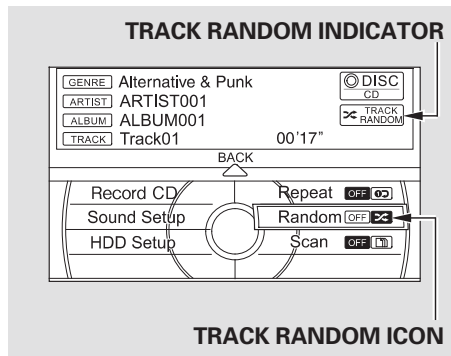 TRACK RANDOM INDICATOR
GENRE Alternative & Punk
DISC
CD
ARTIST ARTIST001
TRACK
RANDOM
ALBUM ALBUM001
TRACK Track01 00'17"
BACK
Record CD Repeat OFF
Sound Setup Random OFF
HDD Setup Scan OFF
TRACK RANDOM ICON